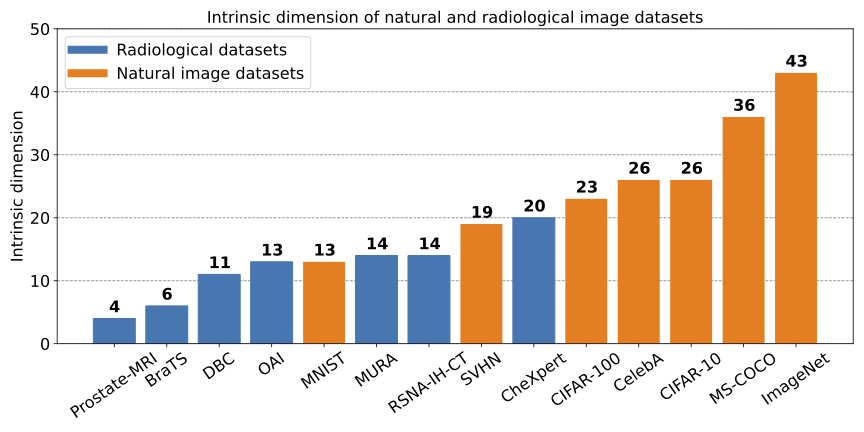 Intrinsic dimension of natural and radiological image datasets
Radiological datasets
Natural image datasets
Intrinsic dimension
50
40
30
20
10
0
4
6
11
13
13
14
14
19
20
23
26
26
36
43
Prostate-MRI
BraTS
DBC
OAI
MNIST
MURA
RSNA-IH-CT
SVHN
CheXpert
CIFAR-100
CelebA
CIFAR-10
MS-COCO
ImageNet